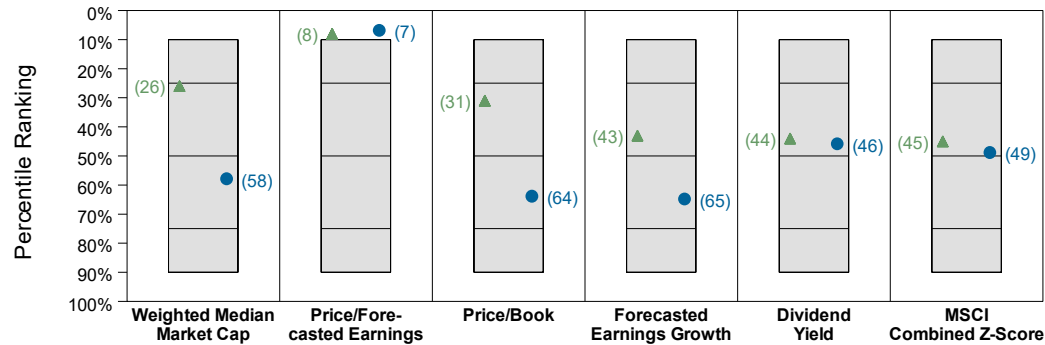 Percentile Ranking
0%
10%
20%
30%
40%
50%
60%
70%
80%
90%
100%
(26)
(58)
(8)
(7)
(31)
(64)
(43)
(65)
(44)
(46)
(45)
(49)
Weighted Median
Market Cap
Price/Fore-
casted Earnings
Price/Book
Forecasted
Earnings Growth
Dividend
Yield
MSCI
Combined Z-Score